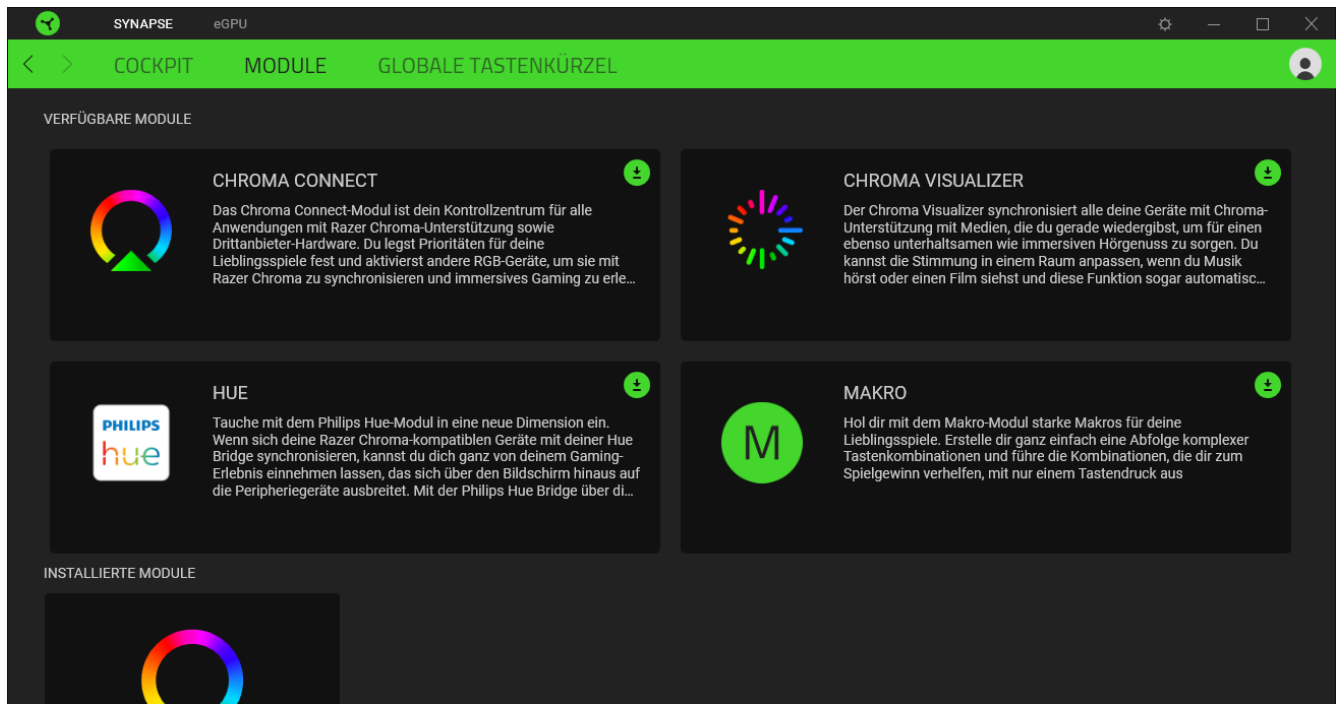 SYNAPSE eGPU
COCKPIT MODULE GLOBALE TASTENKÜRZEL
VERFÜGBARE MODULE
CHROMA CONNECT
Das Chroma Connect-Modul ist dein Kontrollzentrum für alle
Anwendungen mit Razer Chroma-Unterstützung sowie
Drittanbieter-Hardware. Du legst Prioritäten für deine
Lieblingsspiele fest und aktivierst andere RGB-Geräte, um sie mit
Razer Chroma zu synchronisieren und immersives Gaming zu erle...
CHROMA VISUALIZER
Der Chroma Visualizer synchronisiert alle deine Geräte mit Chroma-
Unterstützung mit Medien, die du gerade wiedergibst, um für einen
ebenso unterhaltsamen wie immersiven Hörgenuss zu sorgen. Du
kannst die Stimmung in einem Raum anpassen, wenn du Musik
hörst oder einen Film siehst und diese Funktion sogar automatisc...
PHILIPS
hue
HUE
Tauche mit dem Philips Hue-Modul in eine neue Dimension ein.
Wenn sich deine Razer Chroma-kompatiblen Geräte mit deiner Hue
Bridge synchronisieren, kannst du dich ganz von deinem Gaming-
Erlebnis einnehmen lassen, das sich über den Bildschirm hinaus auf
die Peripheriegeräte ausbreitet. Mit der Philips Hue Bridge über di...
M
MAKRO
Hol dir mit dem Makro-Modul starke Makros für deine
Lieblingsspiele. Erstelle dir ganz einfach eine Abfolge komplexer
Tastenkombinationen und führe die Kombinationen, die dir zum
Spielgewinn verhelfen, mit nur einem Tastendruck aus
INSTALLIERTE MODULE